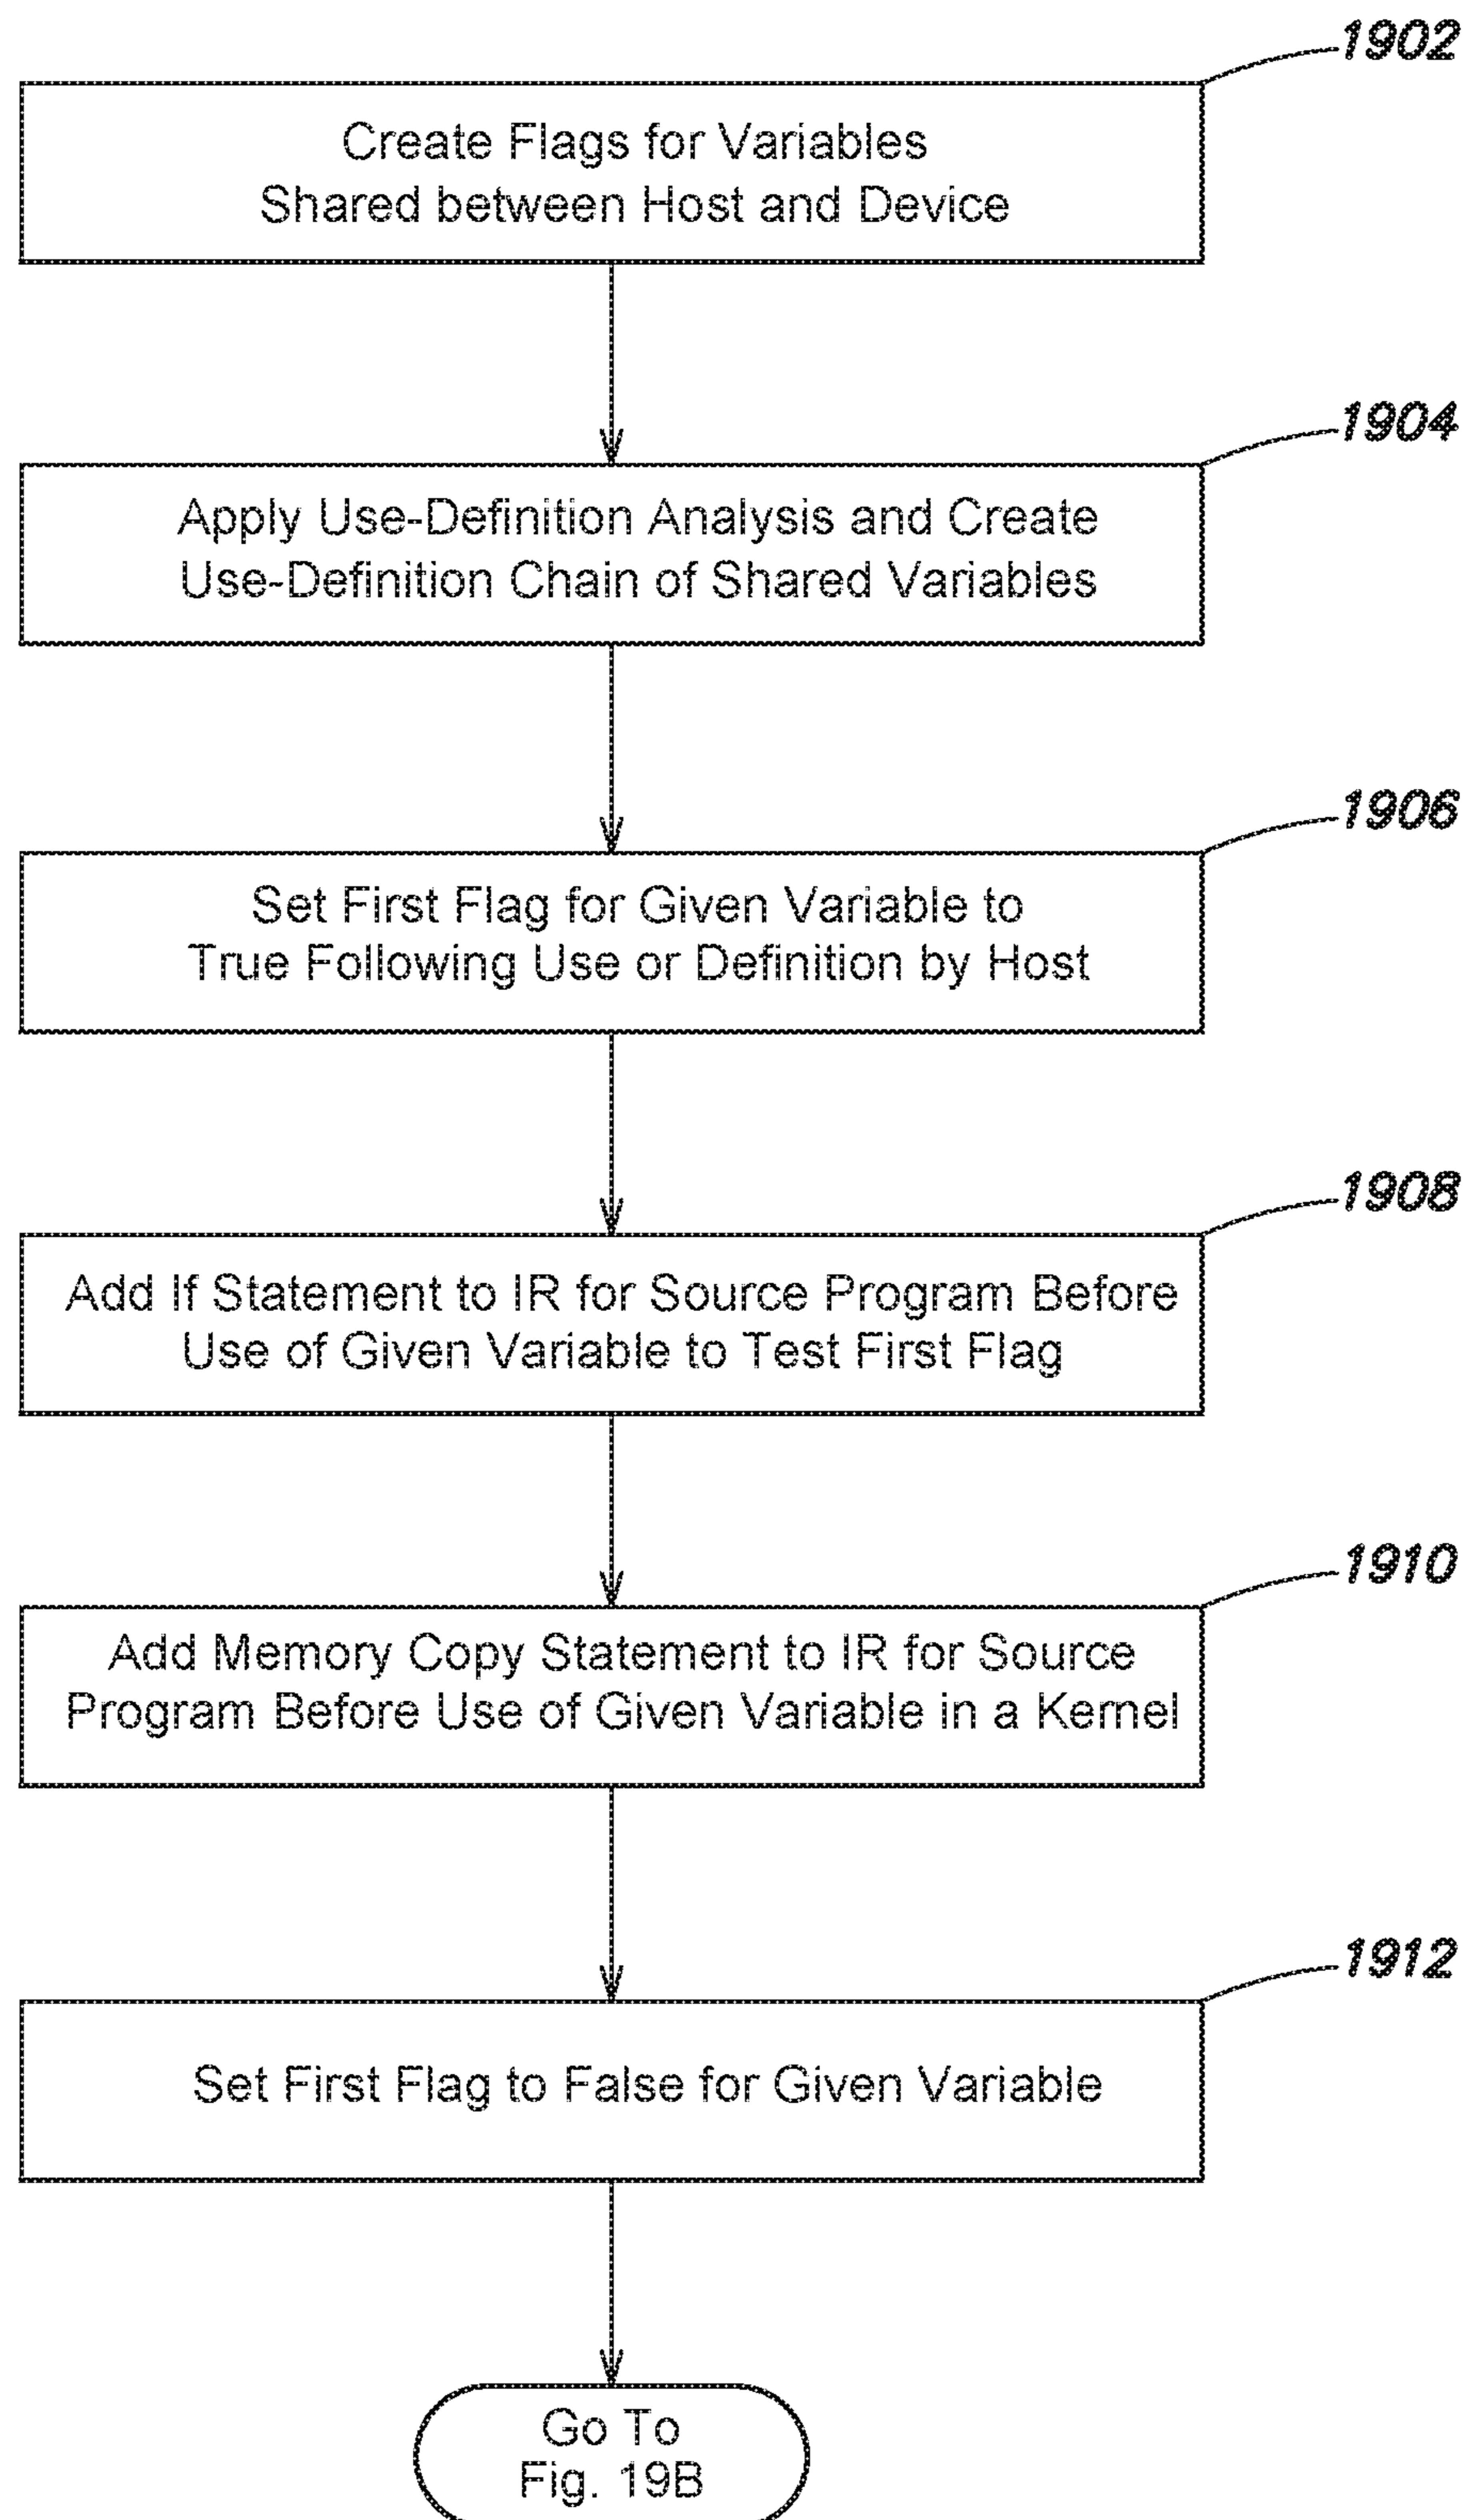 1902
Create Flags for Variables
Shared between Host and Device
1904
Apply Use-Definition Analysis and Create
Use-Definition Chain of Shared Variables
1906
Set First Flag for Given Variable to
True Following Use or Definition by Host
1908
Add If Statement to IR for Source Program Before
Use of Given Variable to Test First Flag
1910
Add Memory Copy Statement to IR for Source
Program Before Use of Given Variable in a Kernel
1912
Set First Flag to False for Given Variable
Go To
Fig. 19B